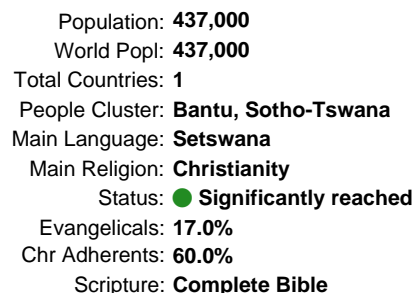 Population: 437,000
World Popl: 437,000
Total Countries: 1
People Cluster: Bantu, Sotho-Tswana
Main Language: Setswana
Main Religion: Christianity
Status: Significantly reached
Evangelicals: 17.0%
Chr Adherents: 60.0%
Scripture: Complete Bible